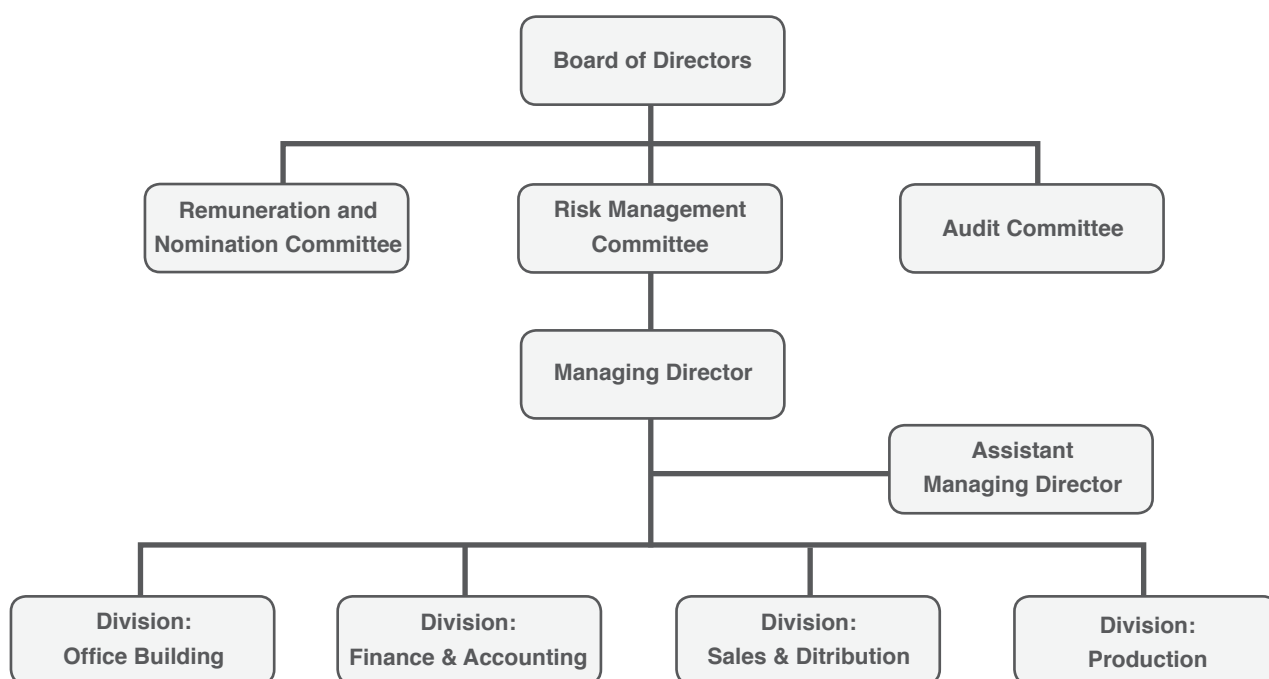 Board of Directors
Remuneration and
Nomination Committee
Risk Management
Committee
Audit Committee
Managing Director
Assistant
Managing Director
Division:
Office Building
Division:
Finance & Accounting
Division:
Sales & Ditribution
Division:
Production